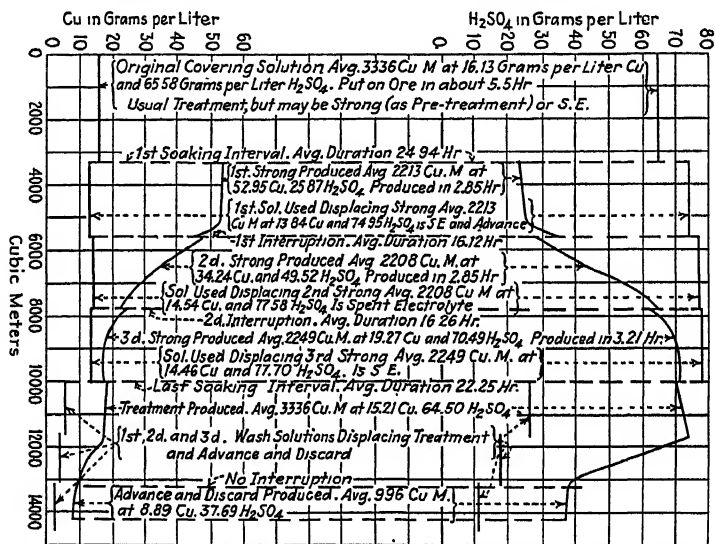 Cu in Grams per Liter
H2SO4 in Grams per Liter
0 10 20 30 40 50 60
0 10 20 30 40 50 60 70 80
0
2000
4000
6000
8000
10000
12000
14000
Cubic Meters
Original Covering Solution Avg. 3336 Cu M at 16.13 Grams per Liter Cu
and 65 58 Grams per Liter H2SO4. Put on Ore in about 5.5 Hr
Usual Treatment, but may be Strong (as Pre-treatment) or S.E.
1st Soaking Interval. Avg. Duration 24 94 Hr
1st. Strong Produced Avg 2213 Cu. M at
52.95 Cu. 25 87 H2SO4 Produced in 2.85 Hr
1st. Sol. Used Displacing Strong Avg. 2213
Cu M at 13 84 Cu and 74 95 H2SO4 is S E and Advance
1st Interruption. Avg. Duration 16.12 Hr
2d. Strong Produced Avg 2208 Cu. M. at
34.24 Cu. and 49.52 H2SO4 Produced in 2.85 Hr
Sol Used Displacing 2nd Strong Avg. 2208 Cu M at
14.54 Cu. and 77.58 H2SO4 Is Spent Electrolyte
2d. Interruption. Avg. Duration 16 26 Hr.
3d. Strong Produced Avg. 2249 Cu. M. at 19.27 Cu and 70.49 H2SO4 Produced in 3.21 Hr.
Sol. Used Displacing 3rd Strong Avg. 2249 Cu. M. at
14.46 Cu and 77.70 H2SO4. Is S E.
Last Soaking Interval. Avg. Duration 22.25 Hr.
Treatment Produced. Avg. 3336 Cu. M. at 15.21 Cu. 64.50 H2SO4
1st, 2d. and 3d. Wash Solutions Displacing Treatment
and Advance and Discard
No Interruption
Advance and Discard Produced. Avg. 996 Cu M.
at 8.89 Cu. 37.69 H2SO4